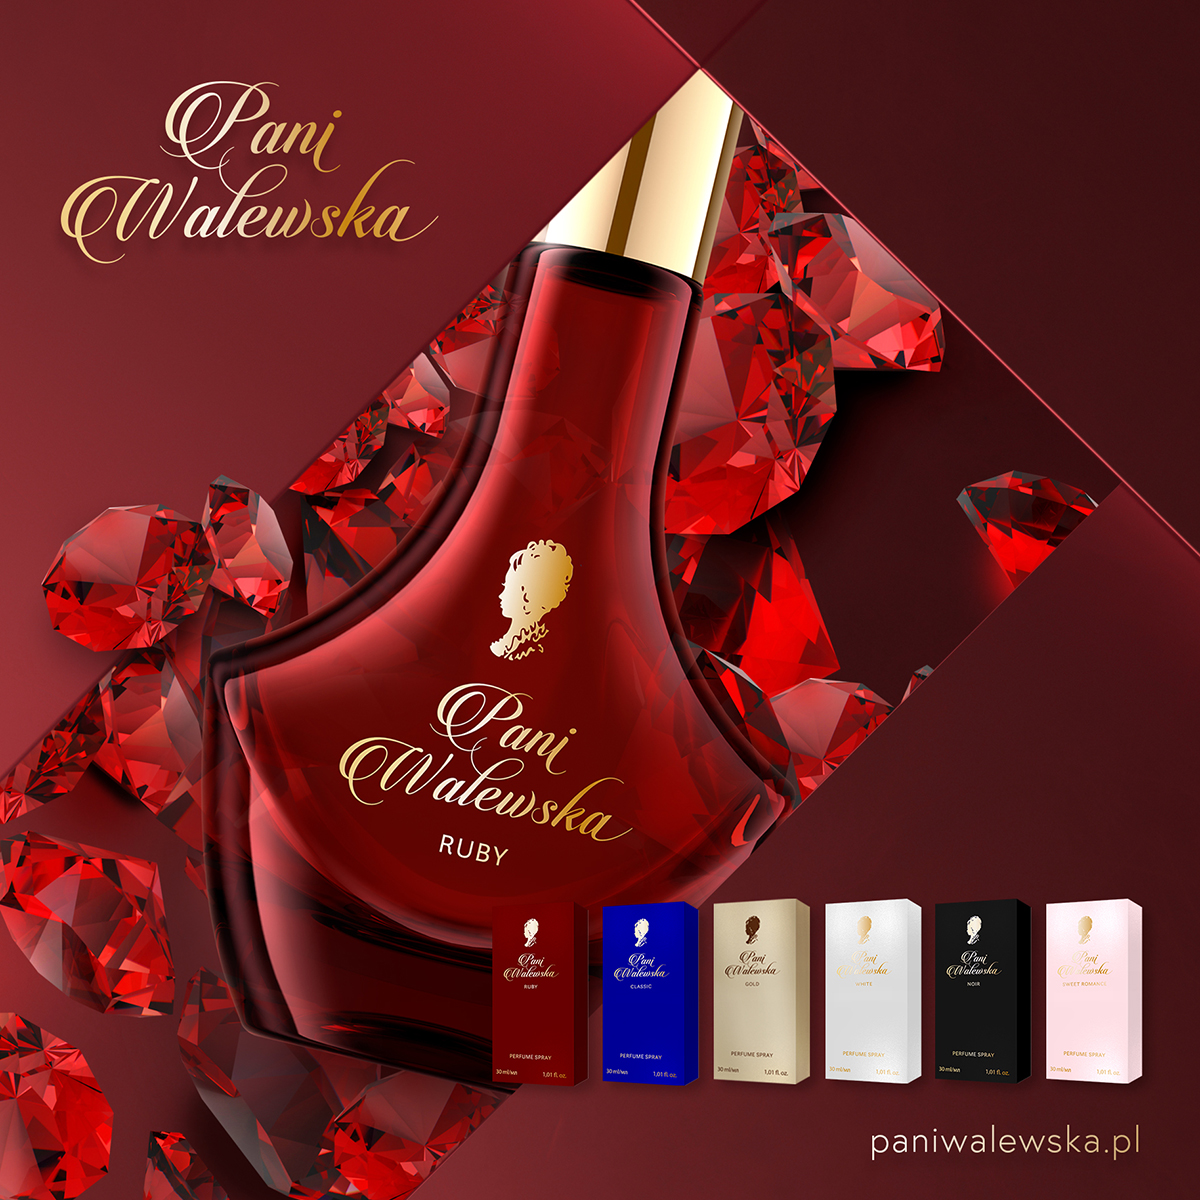 Pani
Walewska
Pani
Walewska
RUBY
Pani
Walewska
RUBY
PERFUME SPRAY
30 ml/мл 1,01 fl. oz.
Pani
Walewska
CLASSIC
PERFUME SPRAY
30 ml/мл 1,01 fl. oz.
Pani
Walewska
GOLD
PERFUME SPRAY
30 ml/мл 1,01 fl. oz.
Pani
Walewska
WHITE
PERFUME SPRAY
30 ml/мл 1,01 fl. oz.
Pani
Walewska
NOIR
PERFUME SPRAY
30 ml/мл 1,01 fl. oz.
Pani
Walewska
SWEET ROMANCE
PERFUME SPRAY
30 ml/мл 1,01 fl. oz.
paniwalewska.pl